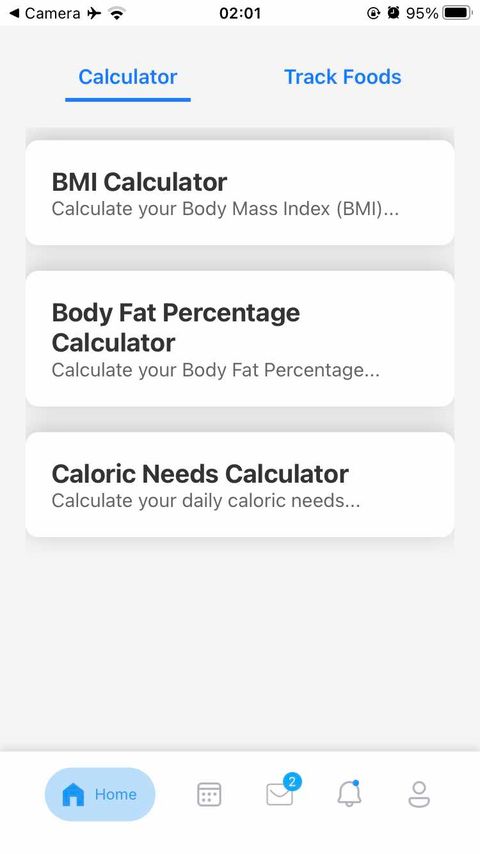 ◀ Camera
02:01
95%
Calculator
Track Foods
BMI Calculator
Calculate your Body Mass Index (BMI)...
Body Fat Percentage
Calculator
Calculate your Body Fat Percentage...
Caloric Needs Calculator
Calculate your daily caloric needs...
Home
2